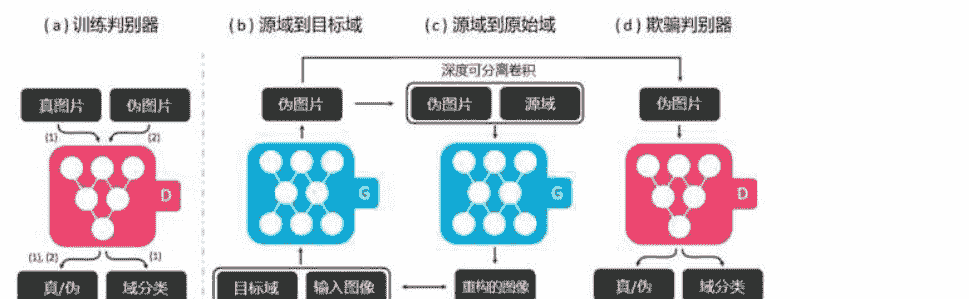 (a)训练判别器 (b)源域到目标域 (c)源域到原始域 (d)欺骗判别器
深度可分离卷积
真图片 伪图片 伪图片 伪图片 源域 伪图片
(1) (2)
D G G D
(1), (2) (1)
真/伪 域分类 目标域 输入图像 重构的图像 真/伪 域分类